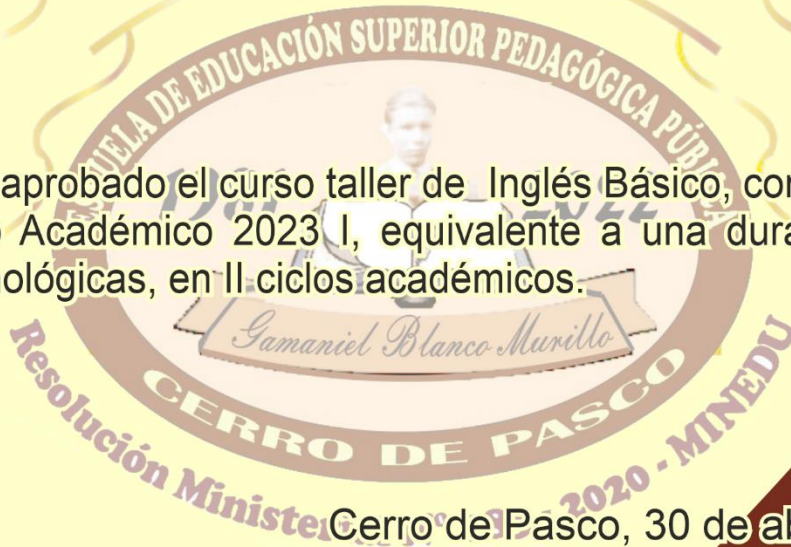 ESCUELA DE EDUCACIÓN SUPERIOR PEDAGÓGICA PÚBLICA
aprobado el curso taller de Inglés Básico, con
Académico 2023 I, equivalente a una dura
nológicas, en II ciclos académicos.
Gamaniel Blanco Murillo
CERRO DE PASCO
Resolución 2020 - MINEDU
Cerro de Pasco, 30 de ab